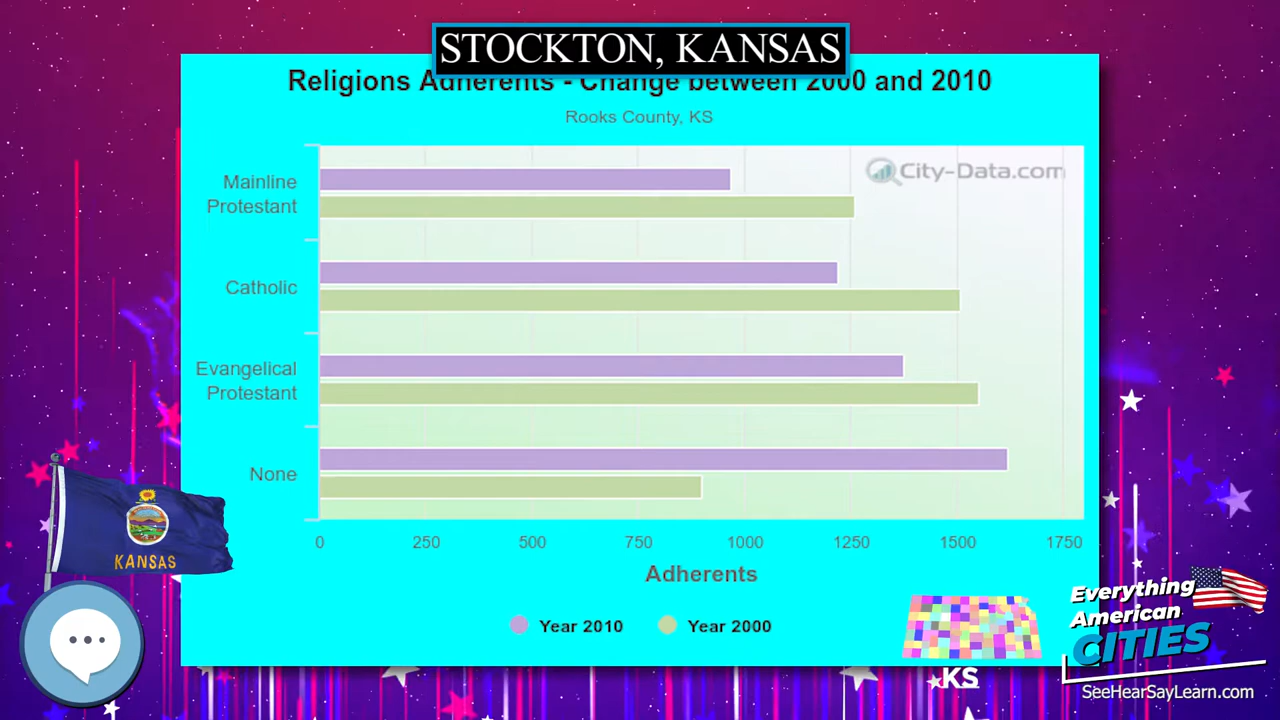 STOCKTON, KANSAS
Religions Adherents - Change between 2000 and 2010
Rooks County, KS
City-Data.com
Mainline
Protestant
Catholic
Evangelical
Protestant
None
0 250 500 750 1000 1250 1500 1750
Adherents
Year 2010 Year 2000
KANSAS
KS
Everything
American
CITIES
SeeHearSayLearn.com